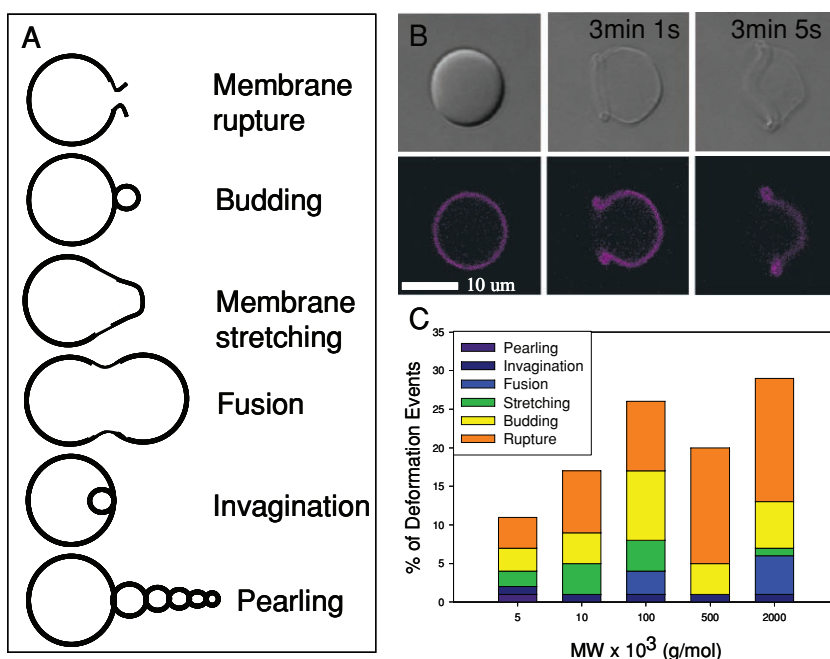 A
Membrane
rupture
Budding
Membrane
stretching
Fusion
Invagination
Pearling
B
3min 1s
3min 5s
10 um
C
35
30
25
20
15
10
5
0
% of Deformation Events
Pearling
Invagination
Fusion
Stretching
Budding
Rupture
5 10 100 500 2000
MW x 10³ (g/mol)